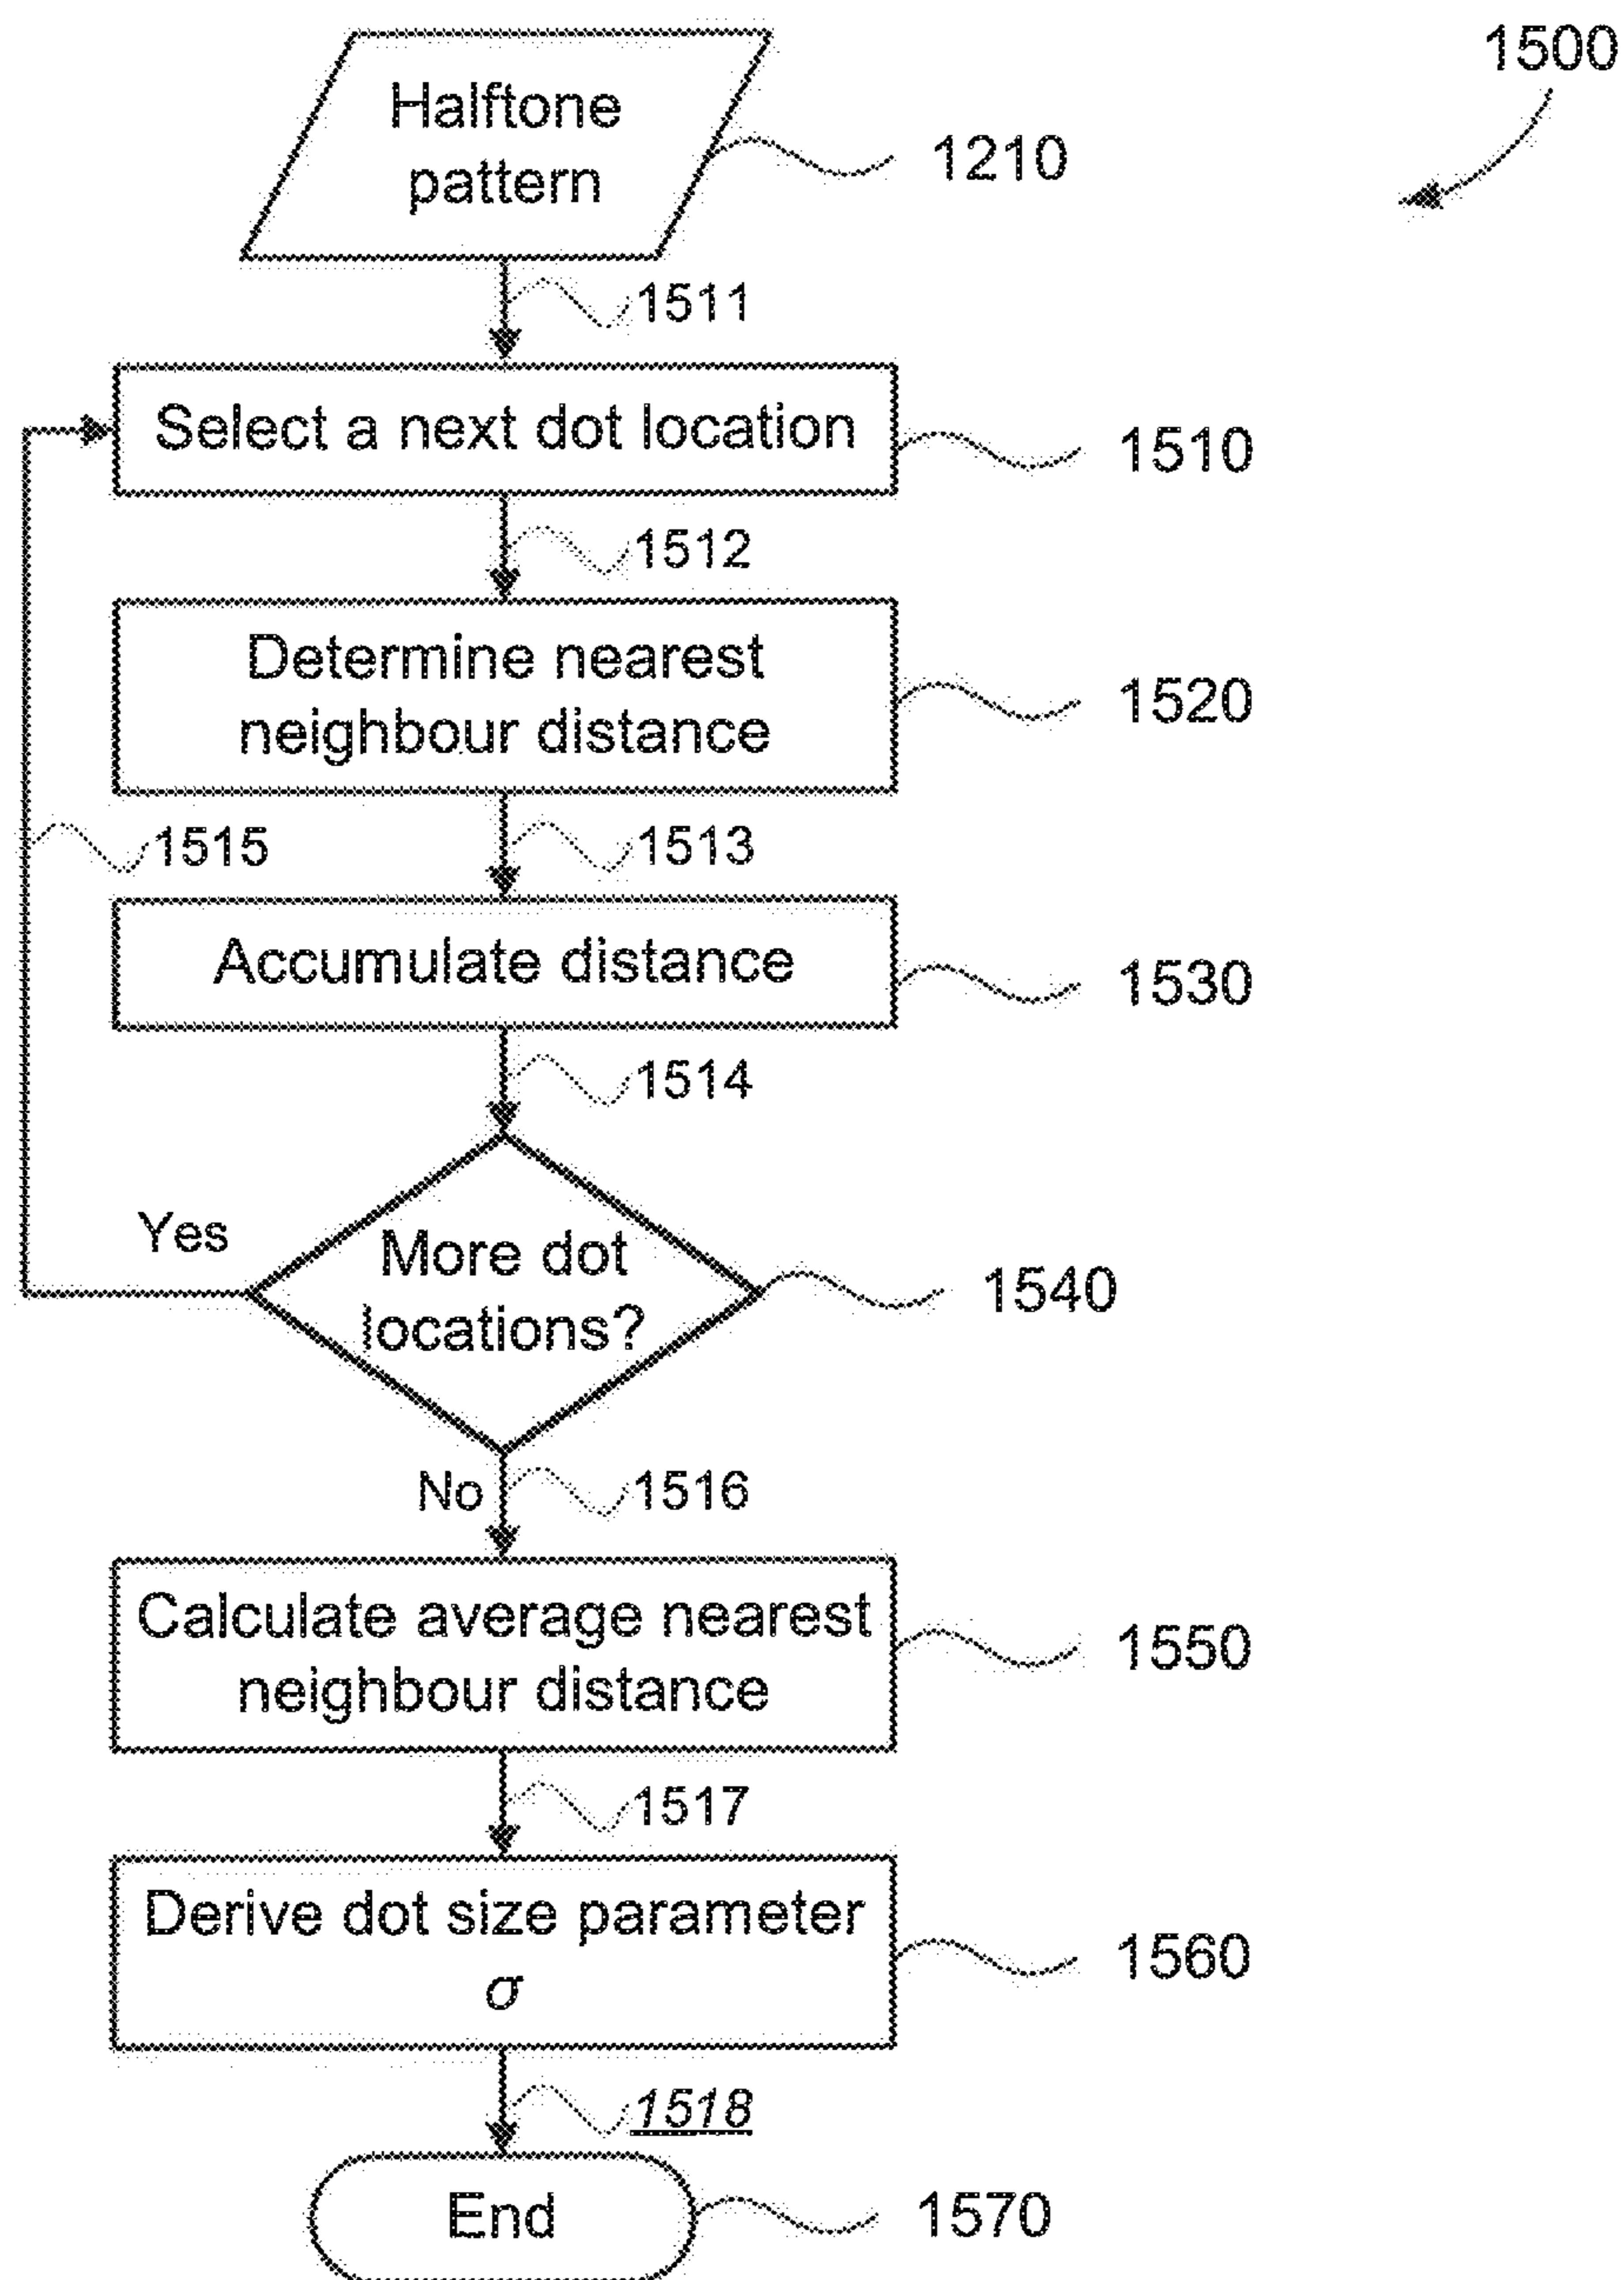 1500
Halftone
pattern
1210
1511
Select a next dot location
1510
1512
Determine nearest
neighbour distance
1520
1515
1513
Accumulate distance
1530
1514
Yes
More dot
locations?
1540
No
1516
Calculate average nearest
neighbour distance
1550
1517
Derive dot size parameter
σ
1560
1518
End
1570